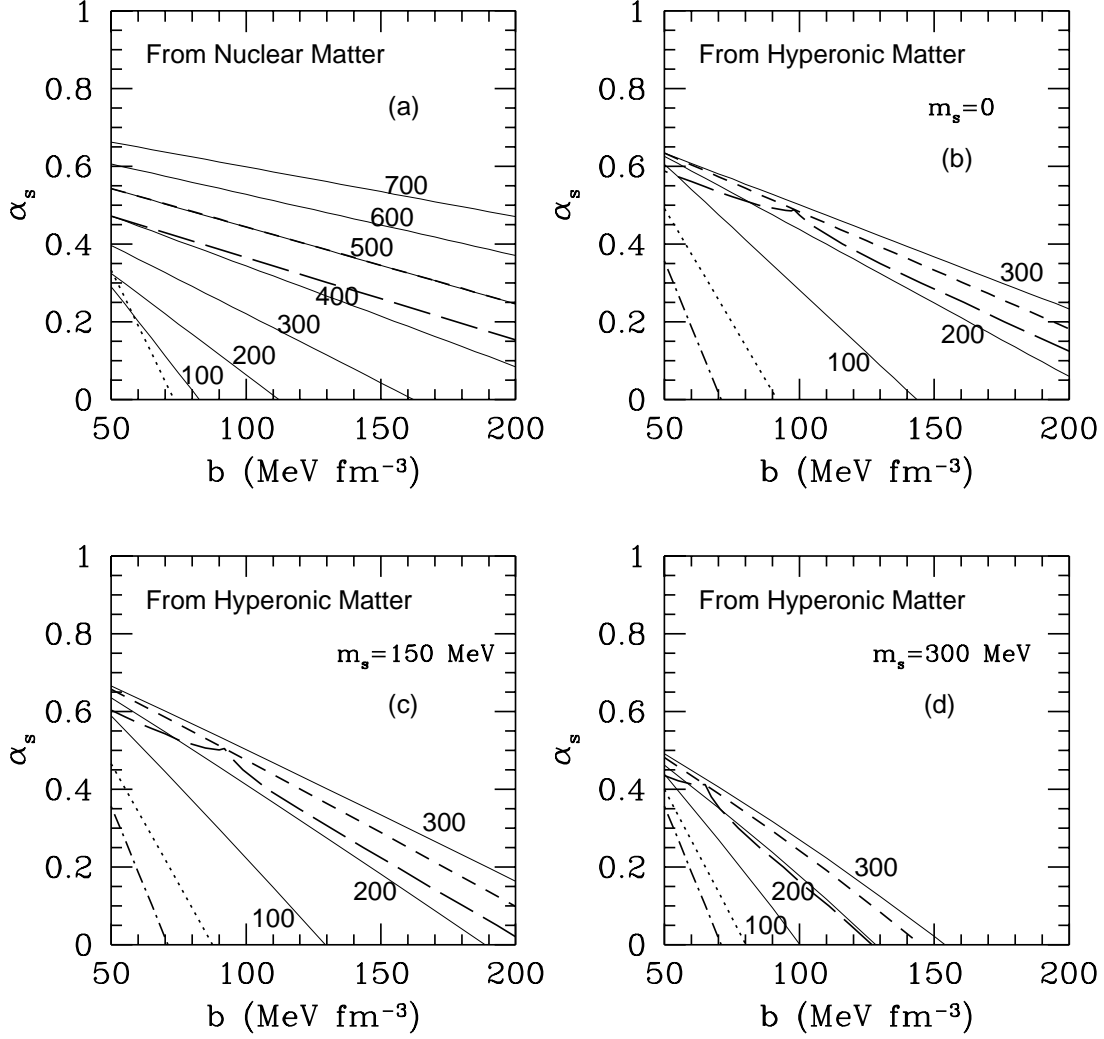 From Nuclear Matter
(a)
1
0.8
0.6
0.4
0.2
0
α_s
700
600
500
400
300
200
100
50 100 150 200
b (MeV fm⁻³)
From Hyperonic Matter
m_s=0
(b)
1
0.8
0.6
0.4
0.2
0
α_s
300
200
100
50 100 150 200
b (MeV fm⁻³)
From Hyperonic Matter
m_s=150 MeV
(c)
1
0.8
0.6
0.4
0.2
0
α_s
300
200
100
50 100 150 200
b (MeV fm⁻³)
From Hyperonic Matter
m_s=300 MeV
(d)
1
0.8
0.6
0.4
0.2
0
α_s
300
200
100
50 100 150 200
b (MeV fm⁻³)